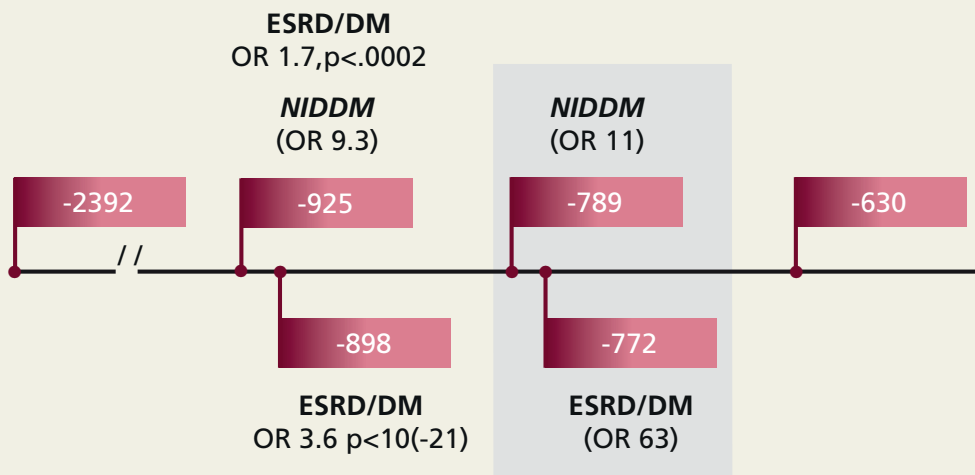 ESRD/DM
OR 1.7,p<.0002
NIDDM
(OR 9.3)
NIDDM
(OR 11)
-2392
-925
-789
-630
//
-898
-772
ESRD/DM
OR 3.6 p<10(-21)
ESRD/DM
(OR 63)